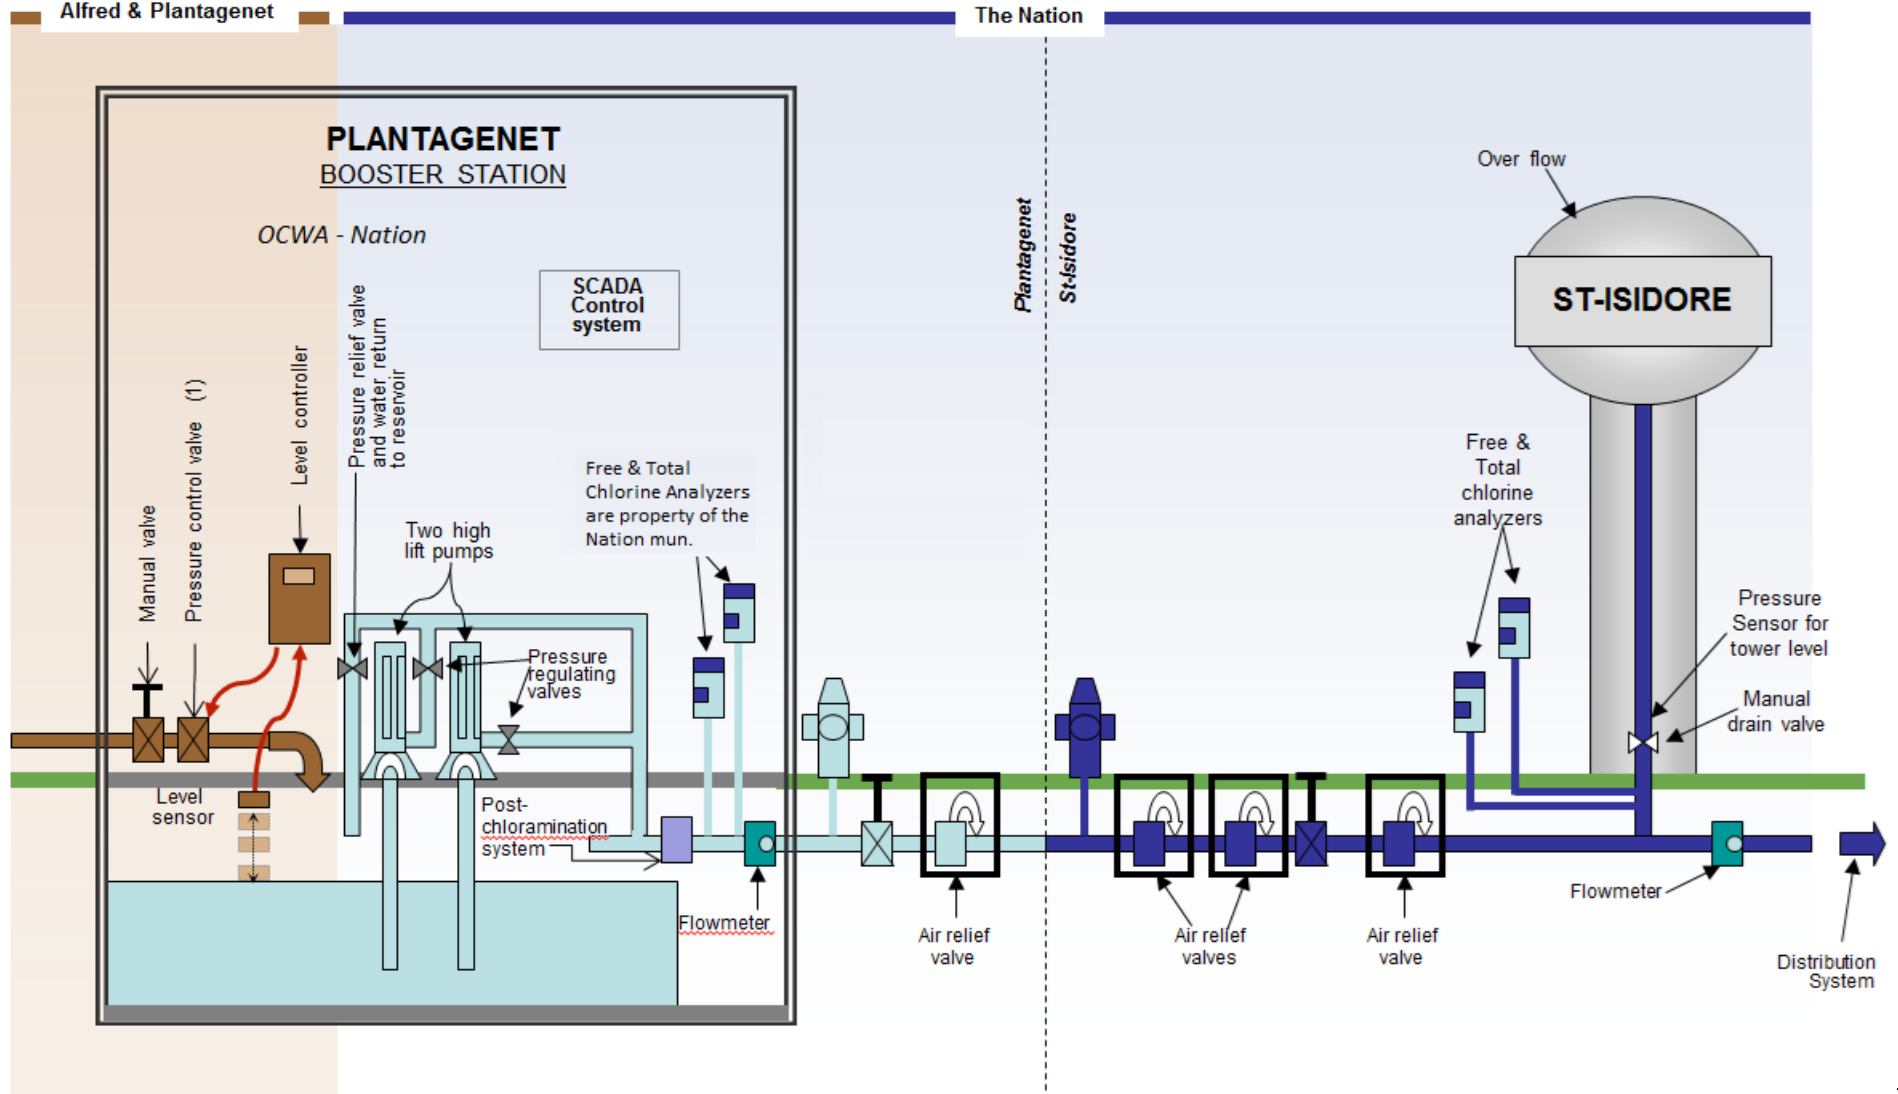 Alfred & Plantagenet
The Nation
PLANTAGENET
BOOSTER STATION
OCWA - Nation
SCADA
Control
system
Plantagenet
St-Isidore
Over flow
ST-ISIDORE
Manual valve
Pressure control valve (1)
Level controller
Pressure relief valve
and water return
to reservoir
Two high
lift pumps
Free & Total
Chlorine Analyzers
are property of the
Nation mun.
Pressure
regulating
valves
Free &
Total
chlorine
analyzers
Pressure
Sensor for
tower level
Manual
drain valve
Level
sensor
Post-
chloramination
system
Flowmeter
Air relief
valve
Air relief
valves
Air relief
valve
Flowmeter
Distribution
System